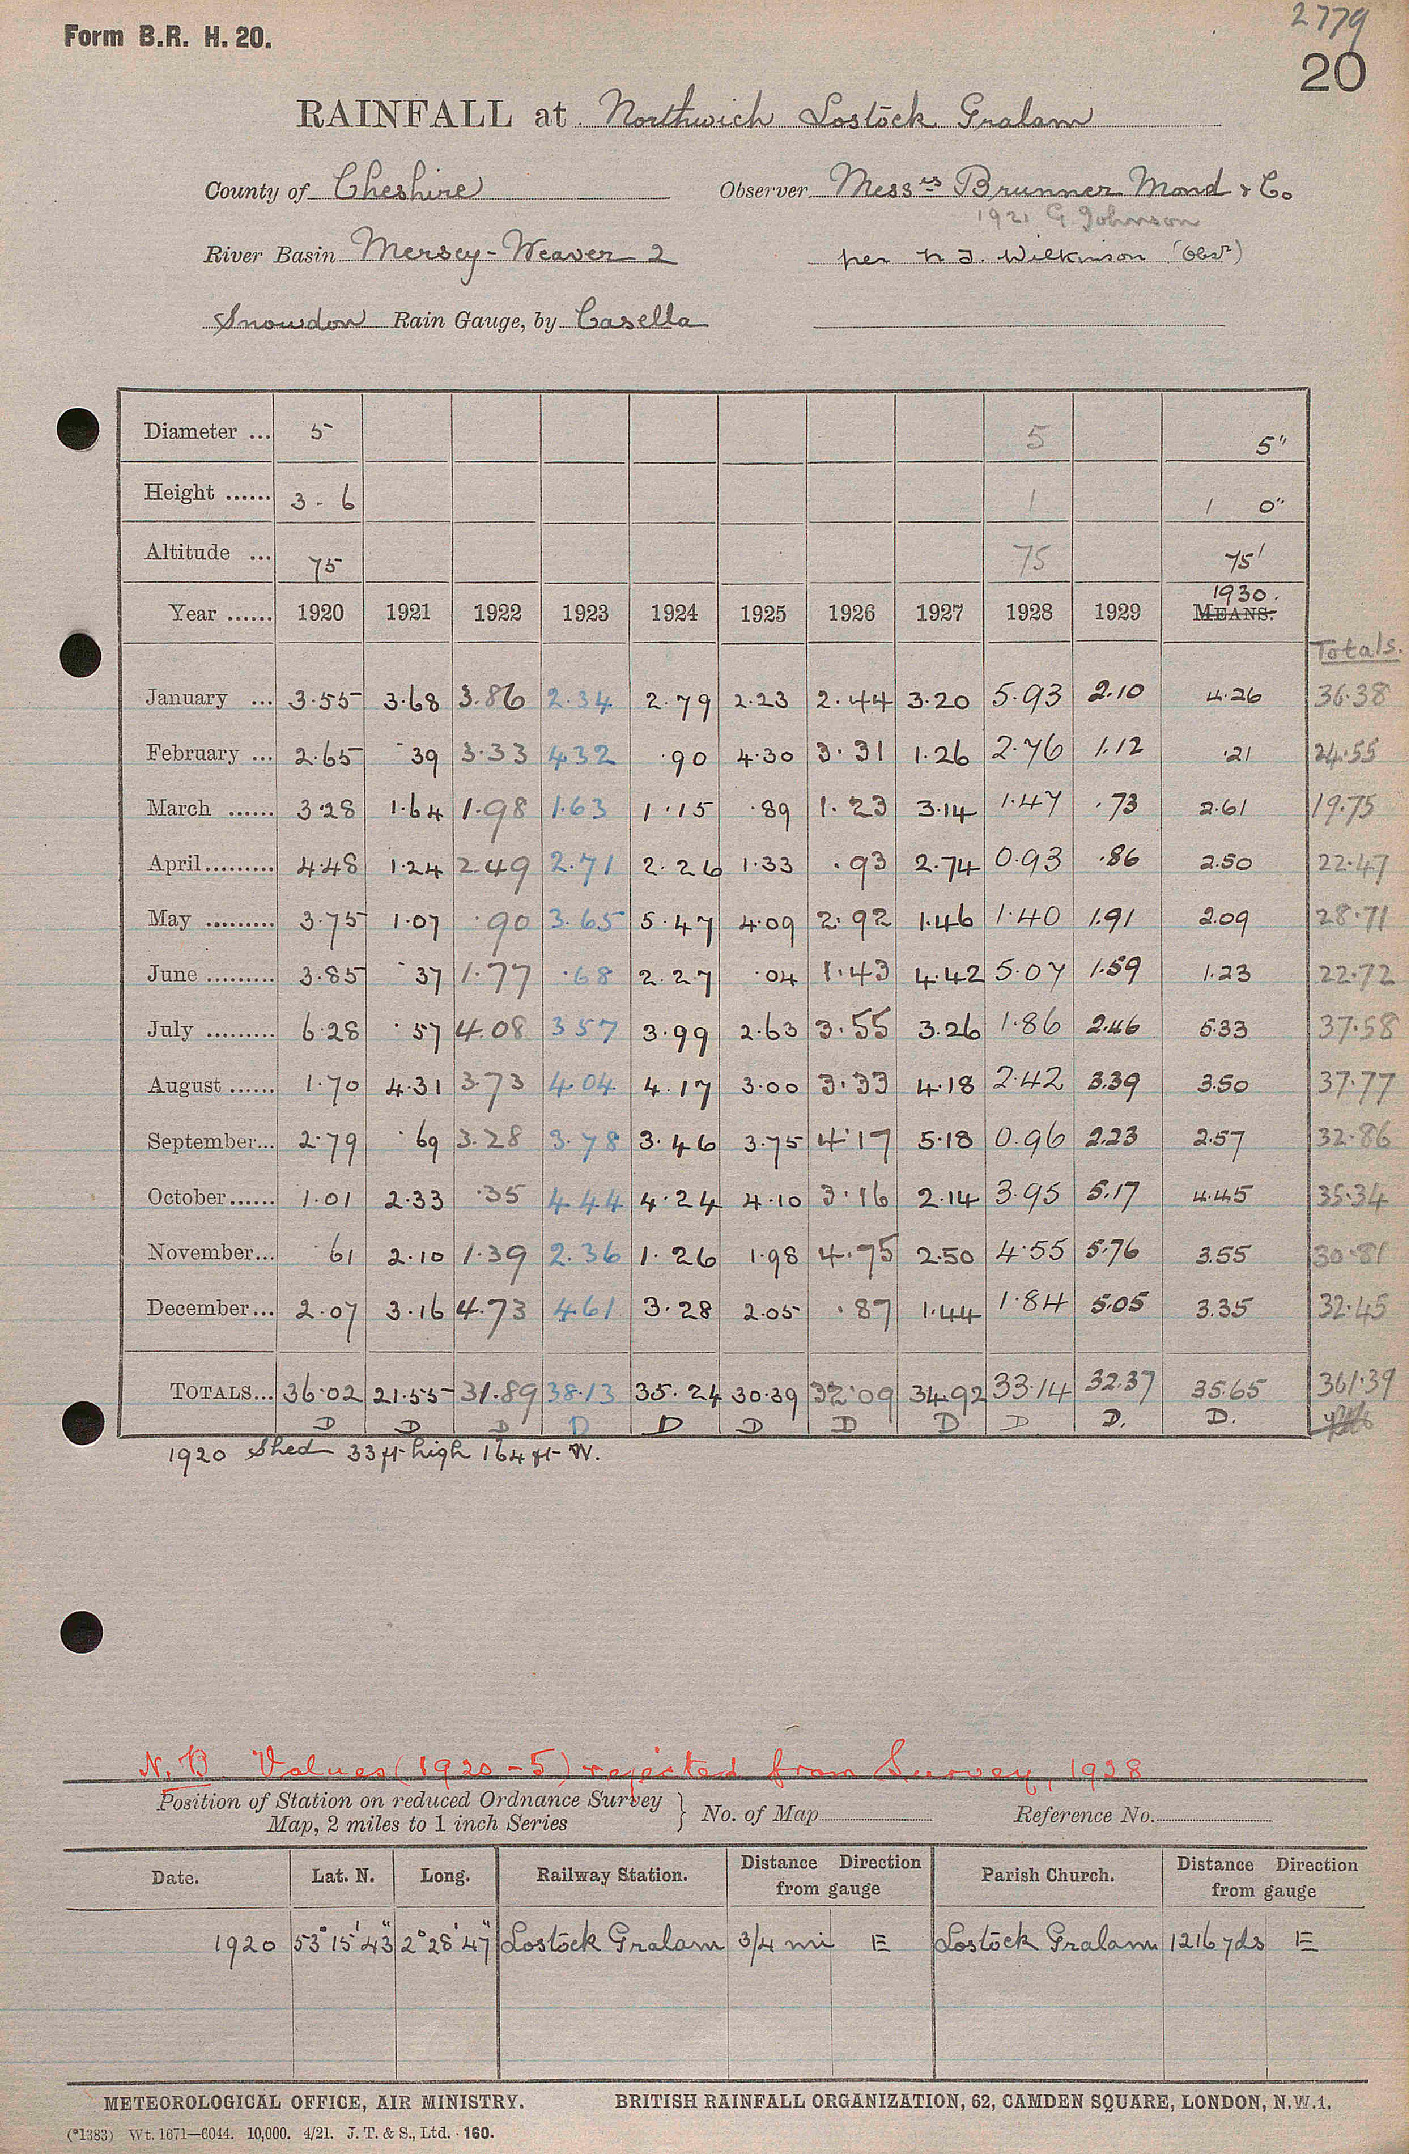 2779
Form B.R. H. 20.
20
RAINFALL at Northwich Lostock Gralam
County of Cheshire Observer Mess rs Brunner Mond & Co
1921 G Johnson
River Basin Mersey-Weaver 2 per N J. Wilkinson (Obsr)
Snowdon Rain Gauge, by Casella
Diameter ... 5 5 5"
Height ...... 3 - 6 1 1 0"
Altitude ... 75 75 75'
Year ...... 1920 1921 1922 1923 1924 1925 1926 1927 1928 1929 1930. MEANS.
Totals.
January ... 3.55 3.68 3.86 2.34 2.79 2.23 2.44 3.20 5.93 2.10 4.26 36.38
February ... 2.65 .39 3.33 4.32 .90 4.30 3.31 1.26 2.76 1.12 .21 24.55
March ...... 3.28 1.64 1.98 1.63 1.15 .89 1.23 3.14 1.47 .73 2.61 19.75
April ......... 4.48 1.24 2.49 2.71 2.26 1.33 .93 2.74 0.93 .86 2.50 22.47
May ......... 3.75 1.07 .90 3.65 5.47 4.09 2.92 1.46 1.40 1.91 2.09 28.71
June ......... 3.85 .37 1.77 .68 2.27 .04 1.43 4.42 5.07 1.59 1.23 22.72
July ......... 6.28 .57 4.08 3.57 3.99 2.63 3.55 3.26 1.86 2.46 5.33 37.58
August ...... 1.70 4.31 3.73 4.04 4.17 3.00 3.33 4.18 2.42 3.39 3.50 37.77
September... 2.79 .69 3.28 3.78 3.46 3.75 4.17 5.18 0.96 2.23 2.57 32.86
October ...... 1.01 2.33 .35 4.44 4.24 4.10 3.16 2.14 3.95 5.17 4.45 35.34
November... .61 2.10 1.39 2.36 1.26 1.98 4.75 2.50 4.55 5.76 3.55 30.81
December... 2.07 3.16 4.73 4.61 3.28 2.05 .87 1.44 1.84 5.05 3.35 32.45
TOTALS... 36.02 21.55 31.89 38.13 35.24 30.39 32.09 34.92 33.14 32.37 35.65 361.39
D D D D D D D D D D. D.
1920 Shed 33 ft high 164 ft W.
N.B. Values (1920-5) rejected from Survey, 1928
Position of Station on reduced Ordnance Survey
Map, 2 miles to 1 inch Series } No. of Map Reference No.
Date. Lat. N. Long. Railway Station. Distance Direction from gauge Parish Church. Distance Direction from gauge
1920 53° 15' 43" 2° 28' 47" Lostock Gralam 3/4 mi E Lostock Gralam 1216 yds E
METEOROLOGICAL OFFICE, AIR MINISTRY. BRITISH RAINFALL ORGANIZATION, 62, CAMDEN SQUARE, LONDON, N.W.1.
(*1383) Wt. 1671—6044. 10,000. 4/21. J. T. & S., Ltd. 160.